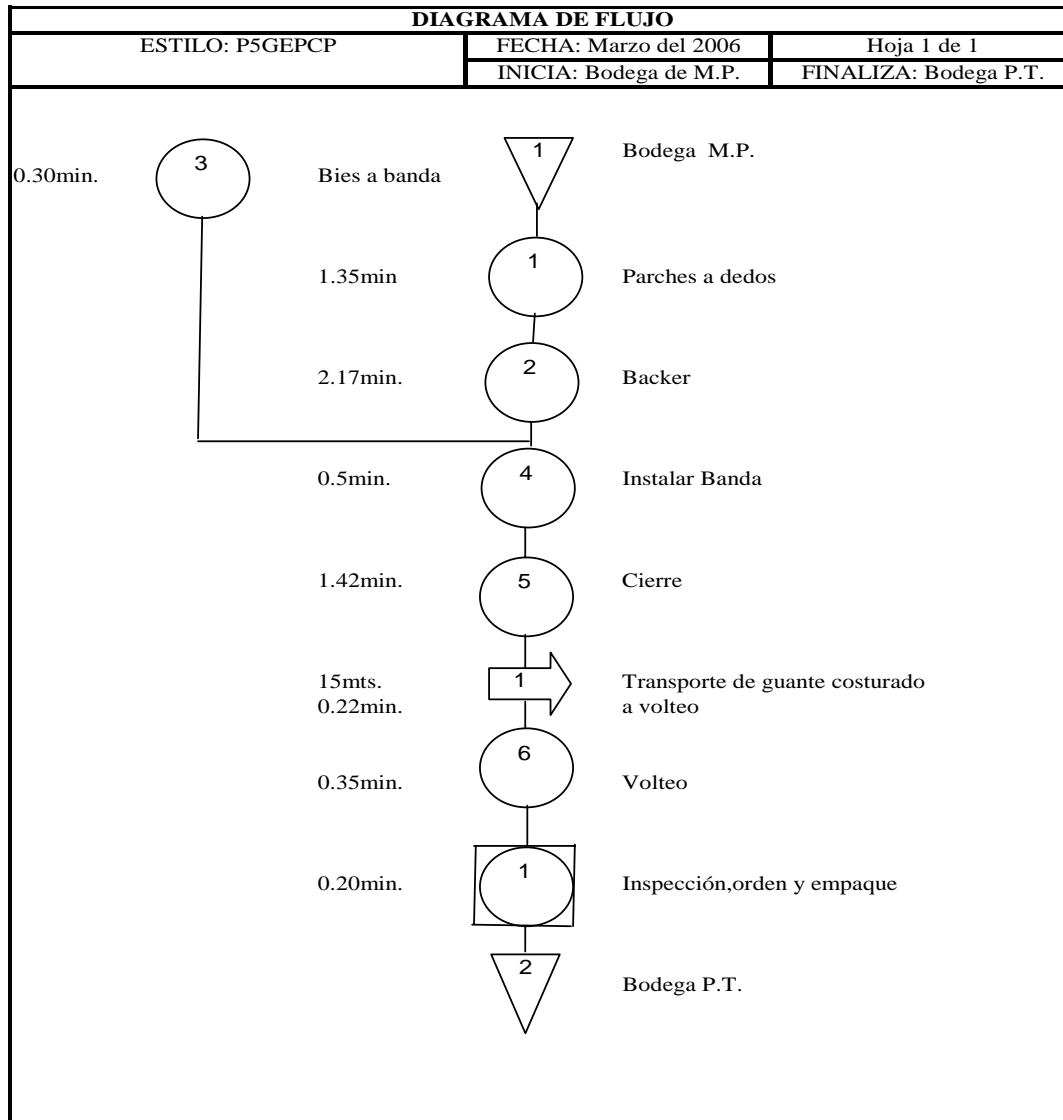 DIAGRAMA DE FLUJO
ESTILO: P5GEPCP
FECHA: Marzo del 2006
Hoja 1 de 1
INICIA: Bodega de M.P.
FINALIZA: Bodega P.T.
0.30min.
3
Bies a banda
1
Bodega M.P.
1.35min
1
Parches a dedos
2.17min.
2
Backer
0.5min.
4
Instalar Banda
1.42min.
5
Cierre
15mts.
0.22min.
1
Transporte de guante costurado
a volteo
0.35min.
6
Volteo
0.20min.
1
Inspección,orden y empaque
2
Bodega P.T.